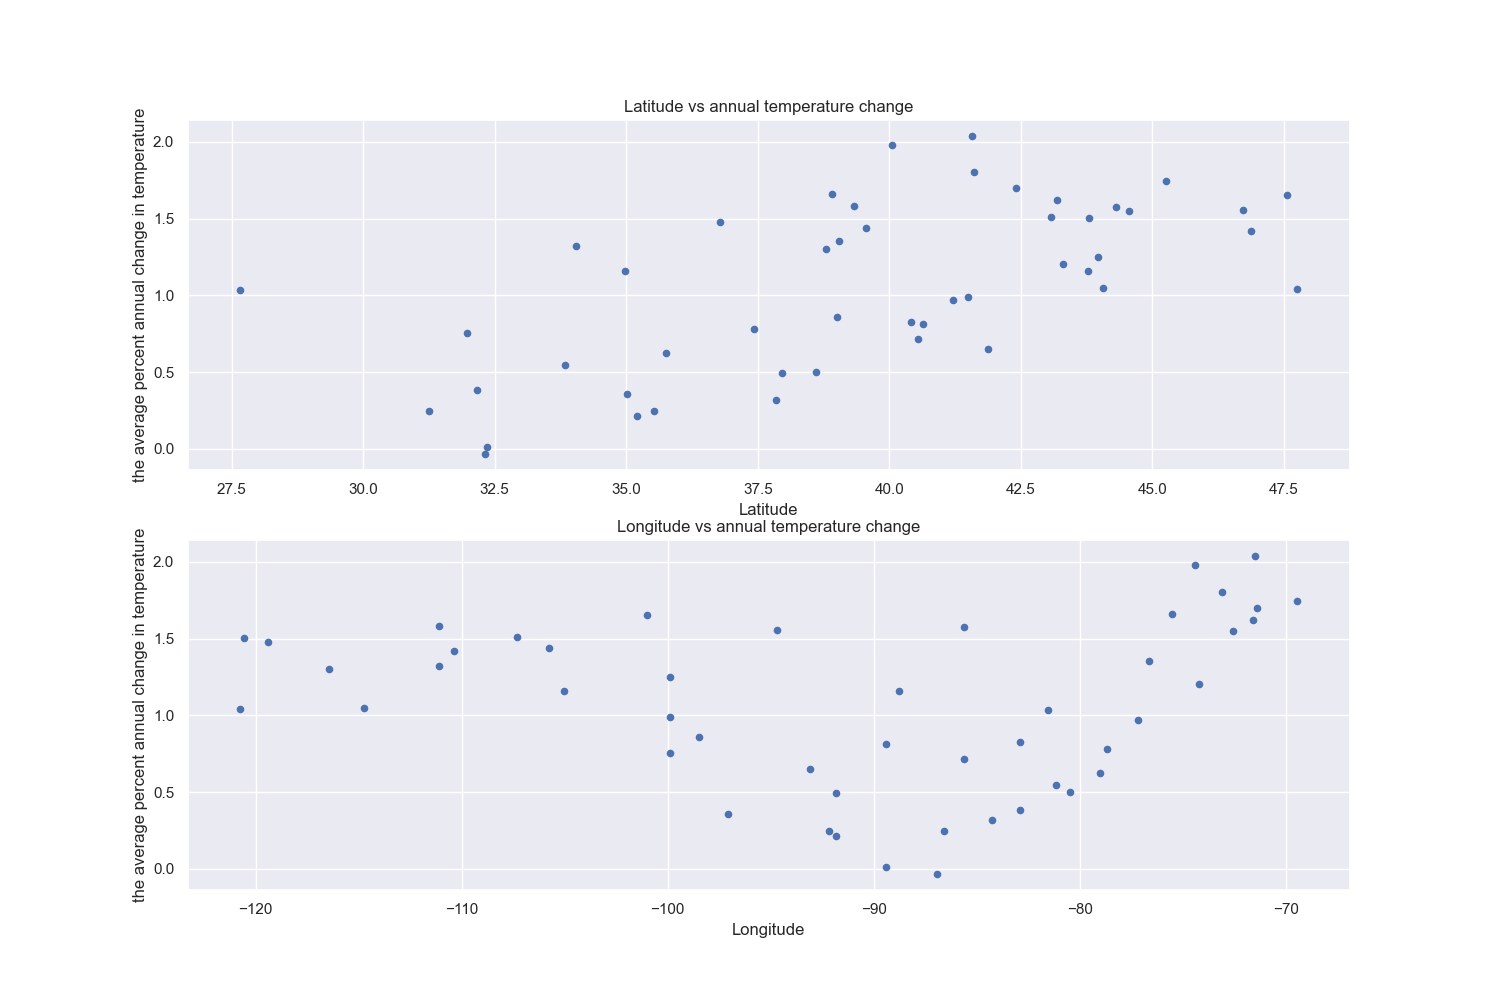 Latitude vs annual temperature change
the average percent annual change in temperature
2.0
1.5
1.0
0.5
0.0
27.5 30.0 32.5 35.0 37.5 40.0 42.5 45.0 47.5
Latitude
Longitude vs annual temperature change
the average percent annual change in temperature
2.0
1.5
1.0
0.5
0.0
−120 −110 −100 −90 −80 −70
Longitude